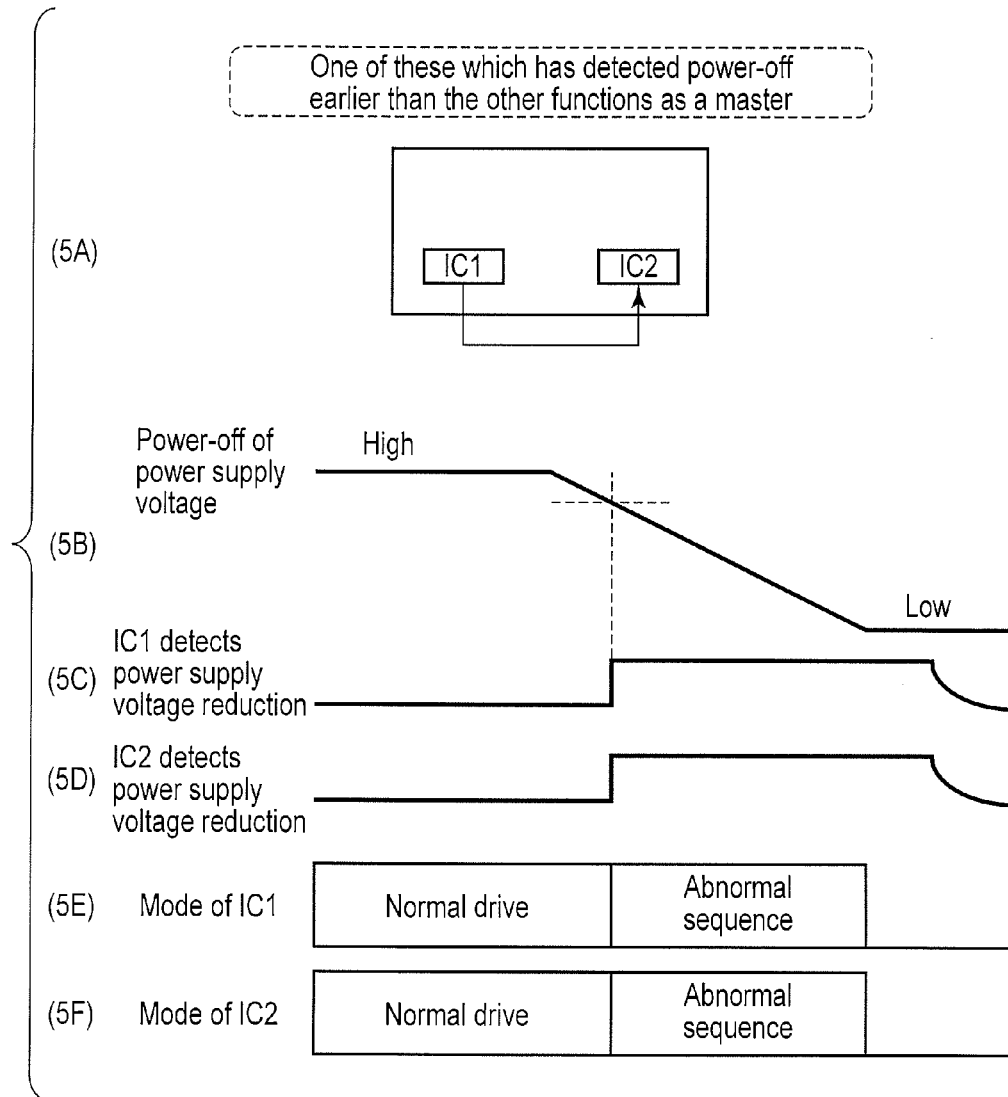 One of these which has detected power-off
earlier than the other functions as a master
(5A)
IC1
IC2
Power-off of
power supply
voltage
High
(5B)
Low
IC1 detects
power supply
voltage reduction
(5C)
IC2 detects
power supply
voltage reduction
(5D)
(5E)
Mode of IC1
Normal drive
Abnormal
sequence
(5F)
Mode of IC2
Normal drive
Abnormal
sequence